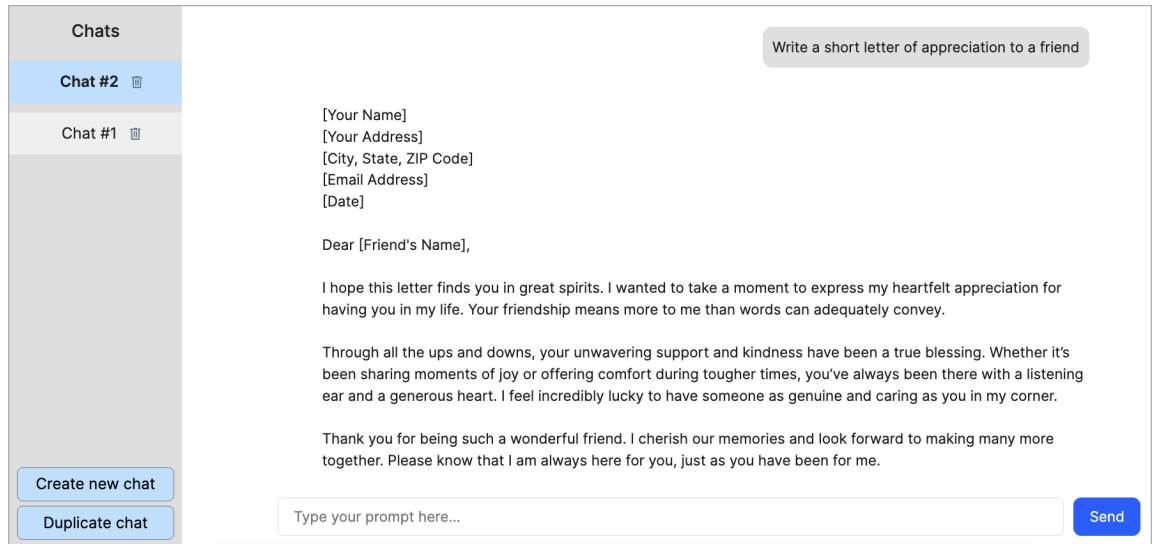 Chats
Chat #2
Chat #1
Create new chat
Duplicate chat
Write a short letter of appreciation to a friend
[Your Name]
[Your Address]
[City, State, ZIP Code]
[Email Address]
[Date]
Dear [Friend's Name],
I hope this letter finds you in great spirits. I wanted to take a moment to express my heartfelt appreciation for
having you in my life. Your friendship means more to me than words can adequately convey.
Through all the ups and downs, your unwavering support and kindness have been a true blessing. Whether it’s
been sharing moments of joy or offering comfort during tougher times, you’ve always been there with a listening
ear and a generous heart. I feel incredibly lucky to have someone as genuine and caring as you in my corner.
Thank you for being such a wonderful friend. I cherish our memories and look forward to making many more
together. Please know that I am always here for you, just as you have been for me.
Type your prompt here...
Send